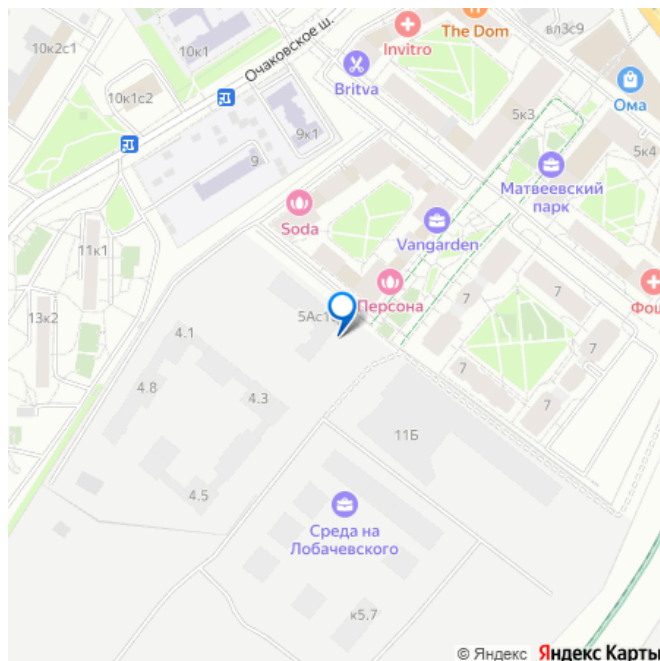 10к2с1
10к1
Очаковское ш.
Invitro
The Dom
вл3с9
Britva
10к1с2
9к1
5к3
Ома
5к4
9
Матвеевский
парк
Soda
Vangarden
11к1
Персона
7
Фош
13к2
4.1
5Ас1
7
7
7
4.8
4.3
11Б
4.5
Среда на
Лобачевского
к5.7
© Яндекс Яндекс Карты